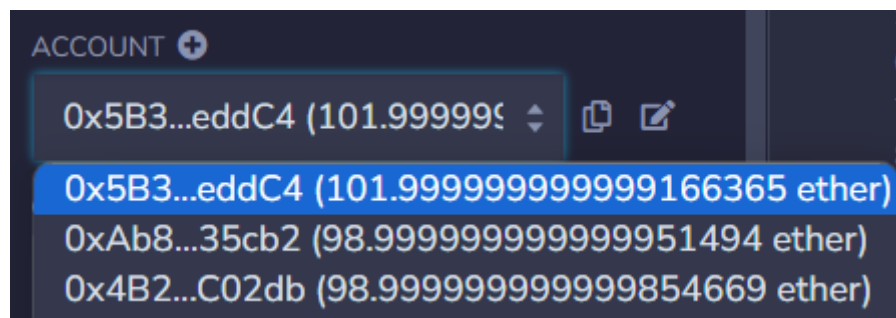 ACCOUNT
0x5B3...eddC4 (101.999999
0x5B3...eddC4 (101.999999999999166365 ether)
0xAb8...35cb2 (98.999999999999951494 ether)
0x4B2...C02db (98.999999999999854669 ether)